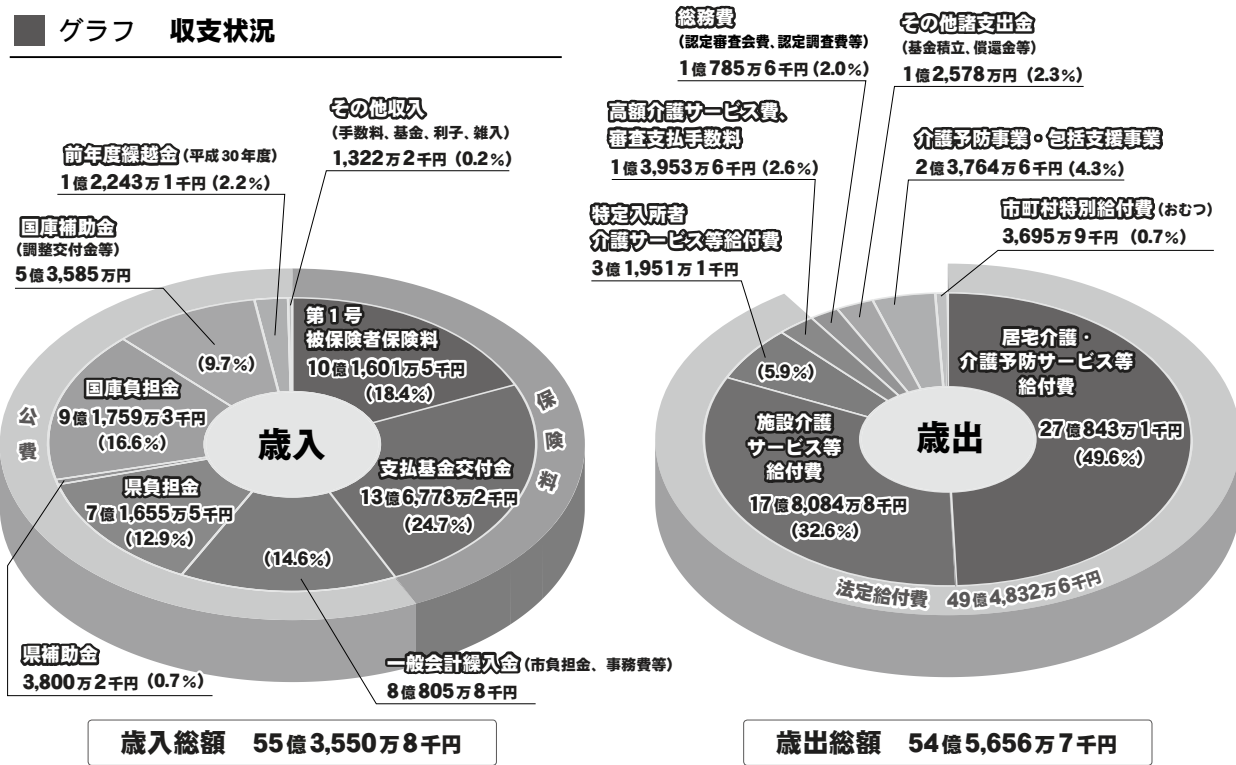 グラフ 収支状況
その他収入
(手数料、基金、利子、雑入)
1,322万2千円 (0.2%)
前年度繰越金 (平成30年度)
1億2,243万1千円 (2.2%)
国庫補助金
(調整交付金等)
5億3,585万円
(9.7%)
第1号
被保険者保険料
10億1,601万5千円
(18.4%)
国庫負担金
9億1,759万3千円
(16.6%)
公費
保険料
歳入
支払基金交付金
13億6,778万2千円
(24.7%)
県負担金
7億1,655万5千円
(12.9%)
(14.6%)
県補助金
3,800万2千円 (0.7%)
一般会計繰入金 (市負担金、事務費等)
8億805万8千円
歳入総額 55億3,550万8千円
総務費
(認定審査会費、認定調査費等)
1億785万6千円 (2.0%)
その他諸支出金
(基金積立、償還金等)
1億2,578万円 (2.3%)
高額介護サービス費、
審査支払手数料
1億3,953万6千円 (2.6%)
介護予防事業・包括支援事業
2億3,764万6千円 (4.3%)
特定入所者
介護サービス等給付費
3億1,951万1千円
(5.9%)
市町村特別給付費 (おむつ)
3,695万9千円 (0.7%)
居宅介護・
介護予防サービス等
給付費
27億843万1千円
(49.6%)
歳出
施設介護
サービス等
給付費
17億8,084万8千円
(32.6%)
法定給付費 49億4,832万6千円
歳出総額 54億5,656万7千円